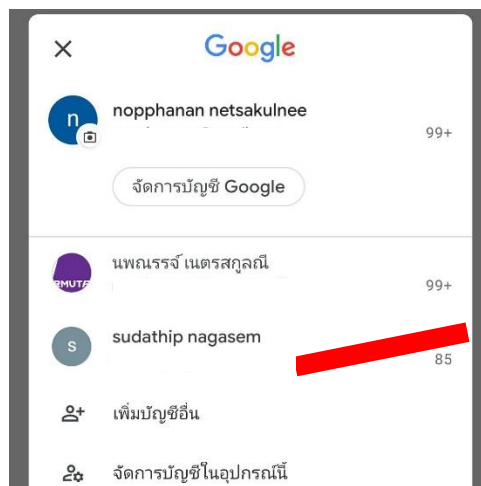 Google
n
nopphanan netsakulnee
99+
จัดการบัญชี Google
นพณรรจ์ เนตรสกูลณี
99+
s
sudathip nagasem
85
เพิ่มบัญชีอื่น
จัดการบัญชีในอุปกรณ์นี้